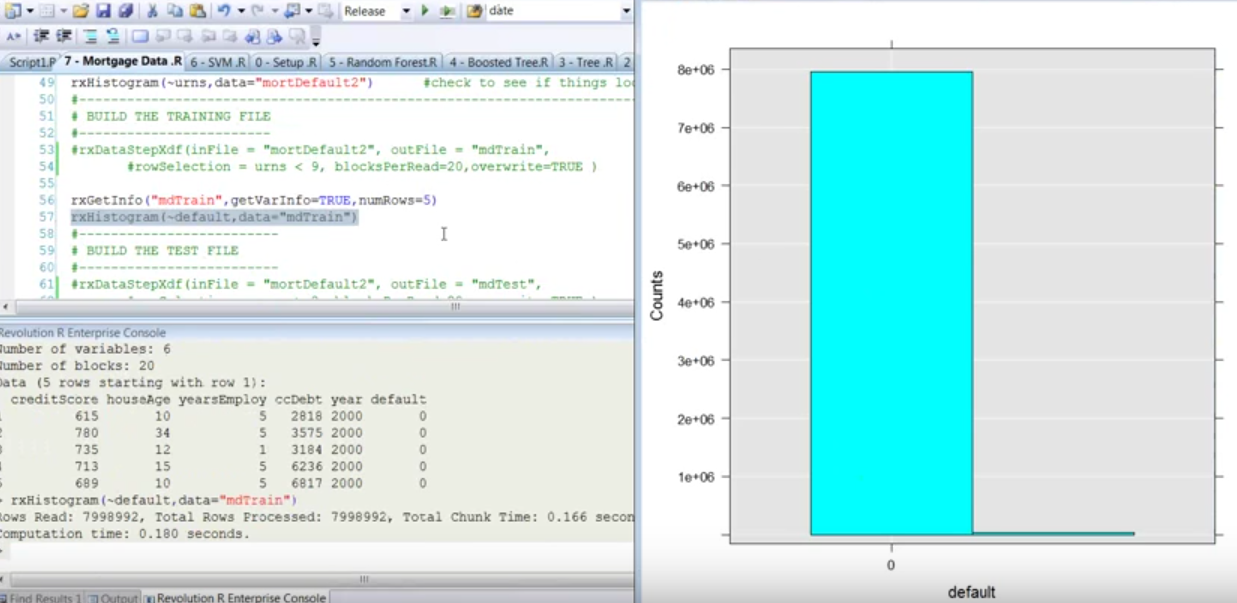 Release date
Script1.R 7 - Mortgage Data .R 6 - SVM .R 0 - Setup .R 5 - Random Forest.R 4 - Boosted Tree.R 3 - Tree .R 2
49 rxHistogram(~urns,data="mortDefault2") #check to see if things loo
50 #---------------------------------------------------------------------
51 # BUILD THE TRAINING FILE
52 #------------------------
53 #rxDataStepXdf(inFile = "mortDefault2", outFile = "mdTrain",
54 #rowSelection = urns < 9, blocksPerRead=20,overwrite=TRUE )
55
56 rxGetInfo("mdTrain",getVarInfo=TRUE,numRows=5)
57 rxHistogram(~default,data="mdTrain")
58 #-------------------------
59 # BUILD THE TEST FILE
60 #-------------------------
61 #rxDataStepXdf(inFile = "mortDefault2", outFile = "mdTest",
Revolution R Enterprise Console
Number of variables: 6
Number of blocks: 20
Data (5 rows starting with row 1):
creditScore houseAge yearsEmploy ccDebt year default
615 10 5 2818 2000 0
780 34 5 3575 2000 0
735 12 1 3184 2000 0
713 15 5 6236 2000 0
689 10 5 6817 2000 0
> rxHistogram(~default,data="mdTrain")
Rows Read: 7998992, Total Rows Processed: 7998992, Total Chunk Time: 0.166 secon
Computation time: 0.180 seconds.
>
Find Results 1 Output Revolution R Enterprise Console
8e+06
7e+06
6e+06
5e+06
4e+06
3e+06
2e+06
1e+06
Counts
0
default